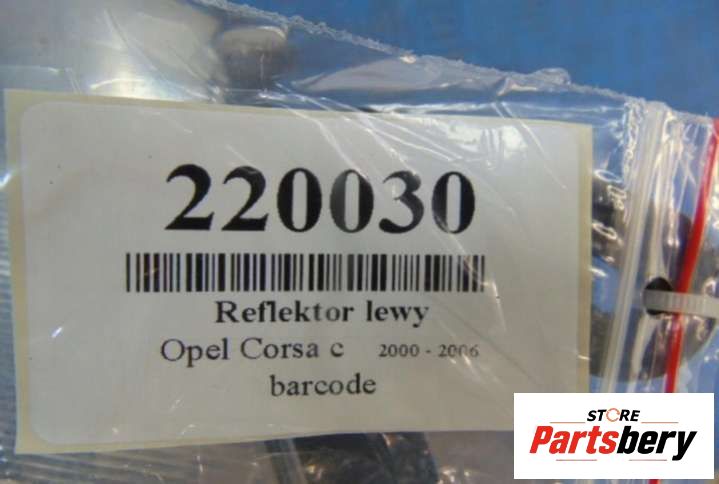 220030
Reflektor lewy
Opel Corsa c 2000 - 2006
barcode
STORE
Partsbery